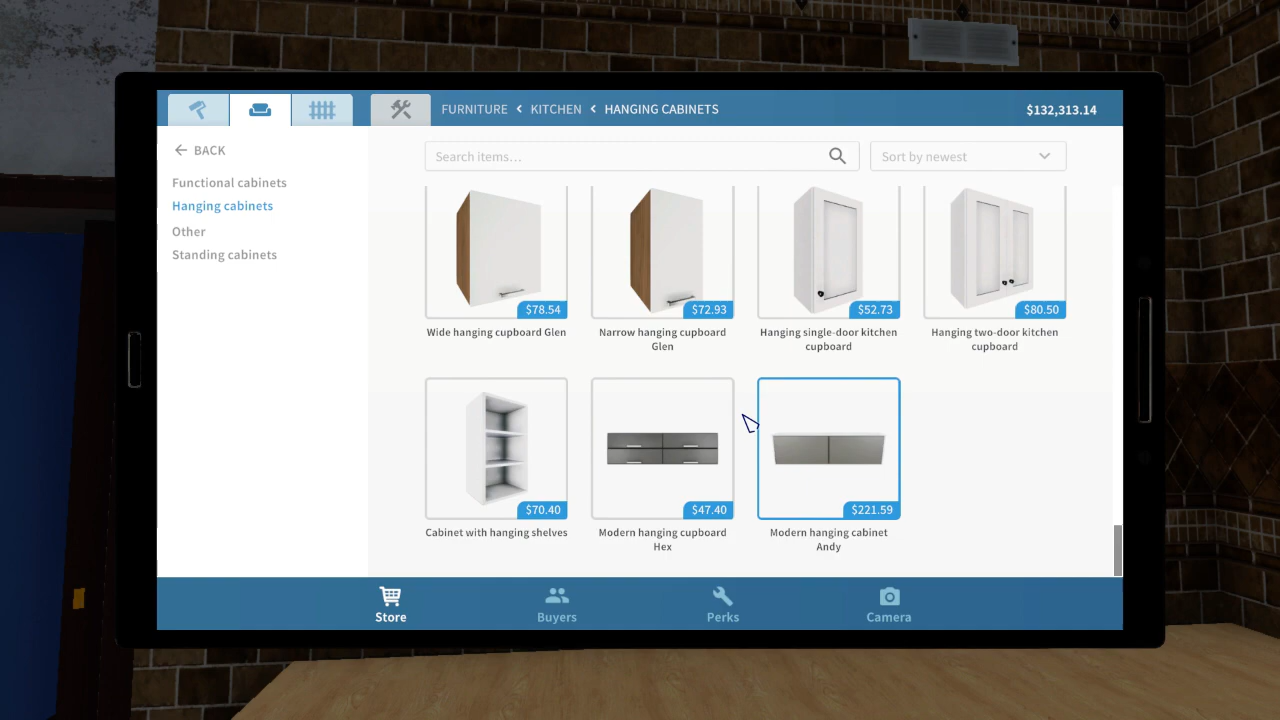 FURNITURE < KITCHEN < HANGING CABINETS
$132,313.14
BACK
Search items...
Sort by newest
Functional cabinets
Hanging cabinets
Other
Standing cabinets
$78.54
$72.93
$52.73
$80.50
Wide hanging cupboard Glen
Narrow hanging cupboard
Glen
Hanging single-door kitchen
cupboard
Hanging two-door kitchen
cupboard
$70.40
$47.40
$221.59
Cabinet with hanging shelves
Modern hanging cupboard
Hex
Modern hanging cabinet
Andy
Store
Buyers
Perks
Camera